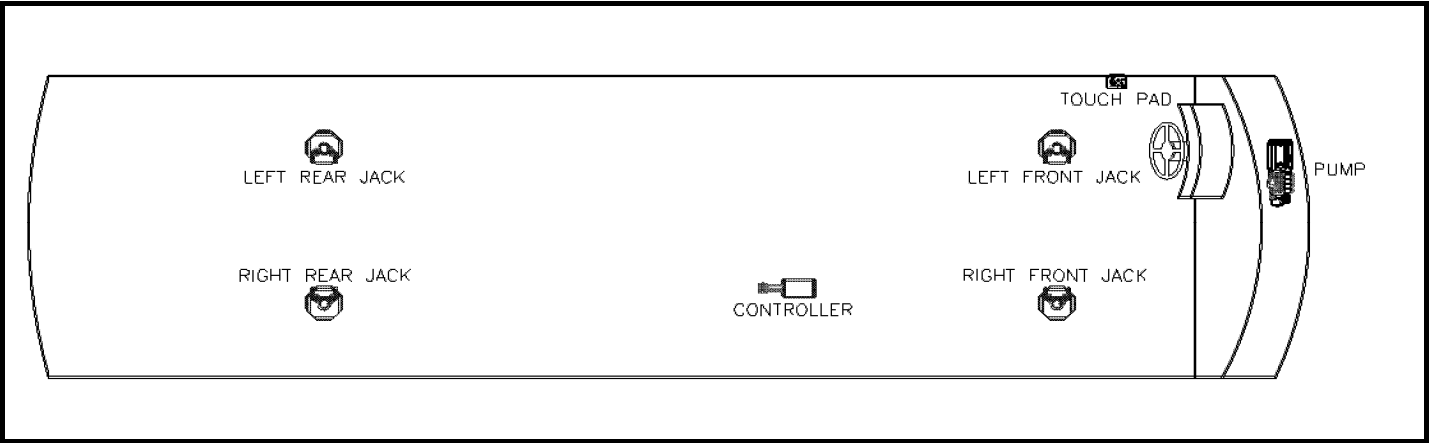 TOUCH PAD
LEFT REAR JACK
LEFT FRONT JACK
PUMP
RIGHT REAR JACK
RIGHT FRONT JACK
CONTROLLER